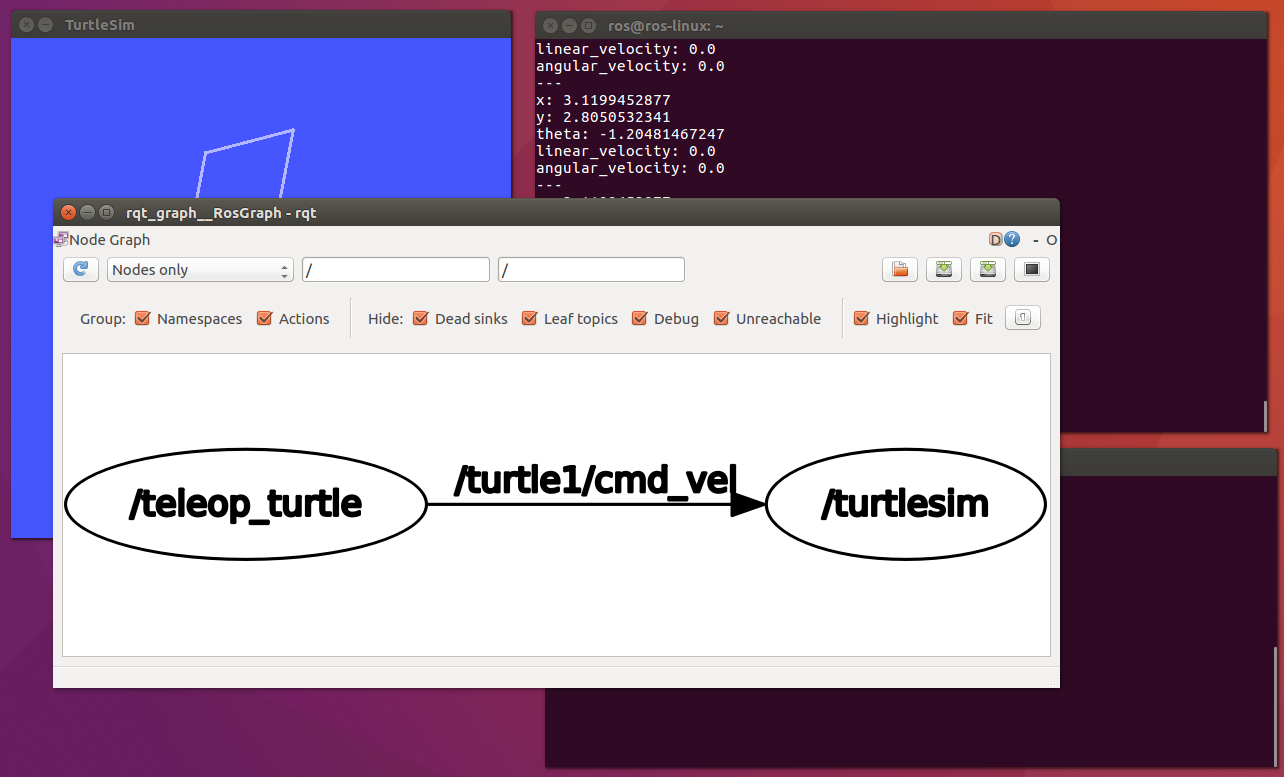 TurtleSim
ros@ros-linux: ~
linear_velocity: 0.0
angular_velocity: 0.0
---
x: 3.1199452877
y: 2.8050532341
theta: -1.20481467247
linear_velocity: 0.0
angular_velocity: 0.0
---
rqt_graph__RosGraph - rqt
Node Graph
D ? - O
Nodes only / /
Group: Namespaces Actions Hide: Dead sinks Leaf topics Debug Unreachable Highlight Fit
/teleop_turtle /turtle1/cmd_vel /turtlesim